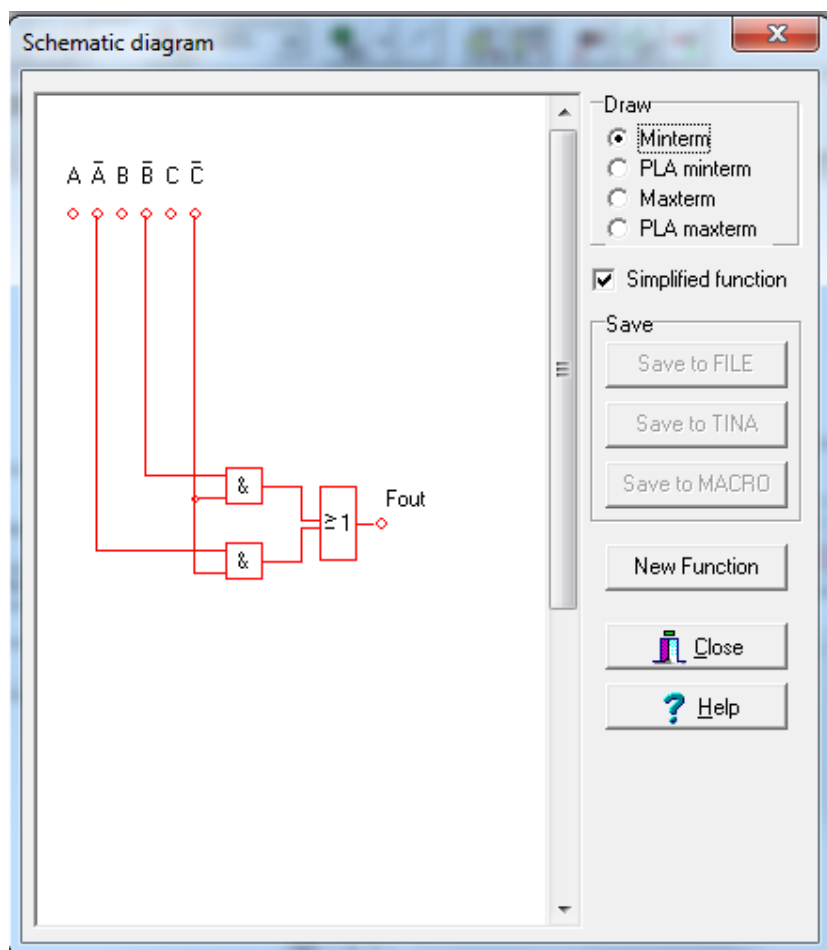 Schematic diagram
A Ā B B̄ C C̄
&
≥1
Fout
&
Draw
Minterm
PLA minterm
Maxterm
PLA maxterm
Simplified function
Save
Save to FILE
Save to TINA
Save to MACRO
New Function
Close
Help